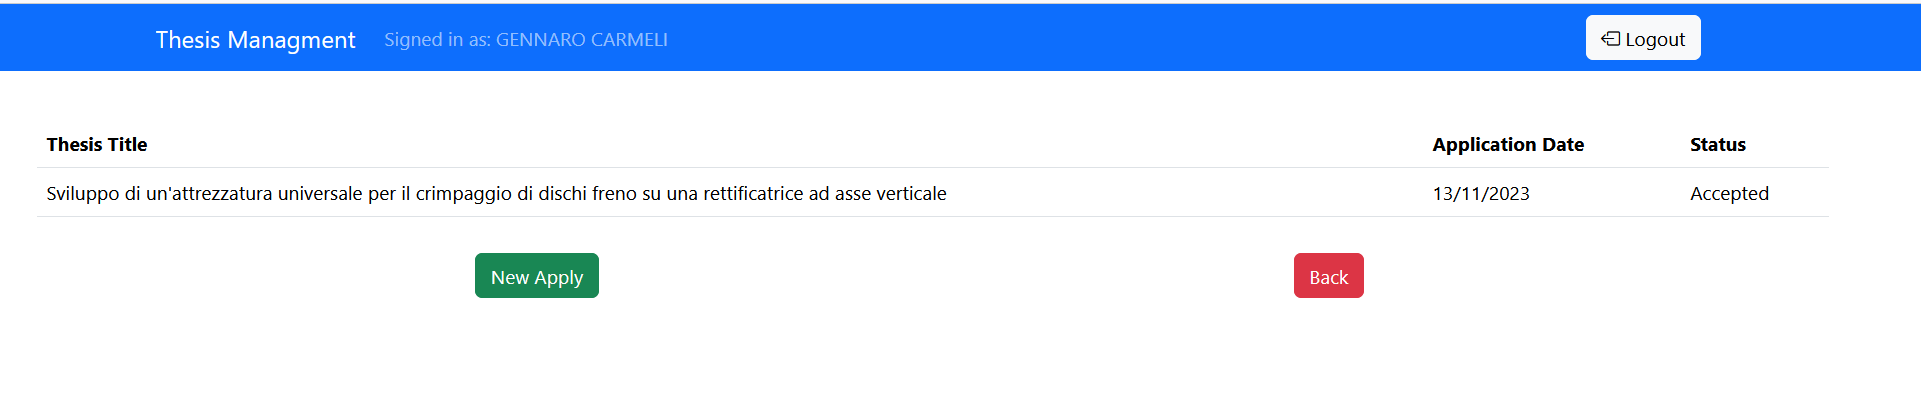 Thesis Managment Signed in as: GENNARO CARMELI Logout
Thesis Title Application Date Status
Sviluppo di un'attrezzatura universale per il crimpaggio di dischi freno su una rettificatrice ad asse verticale 13/11/2023 Accepted
New Apply Back